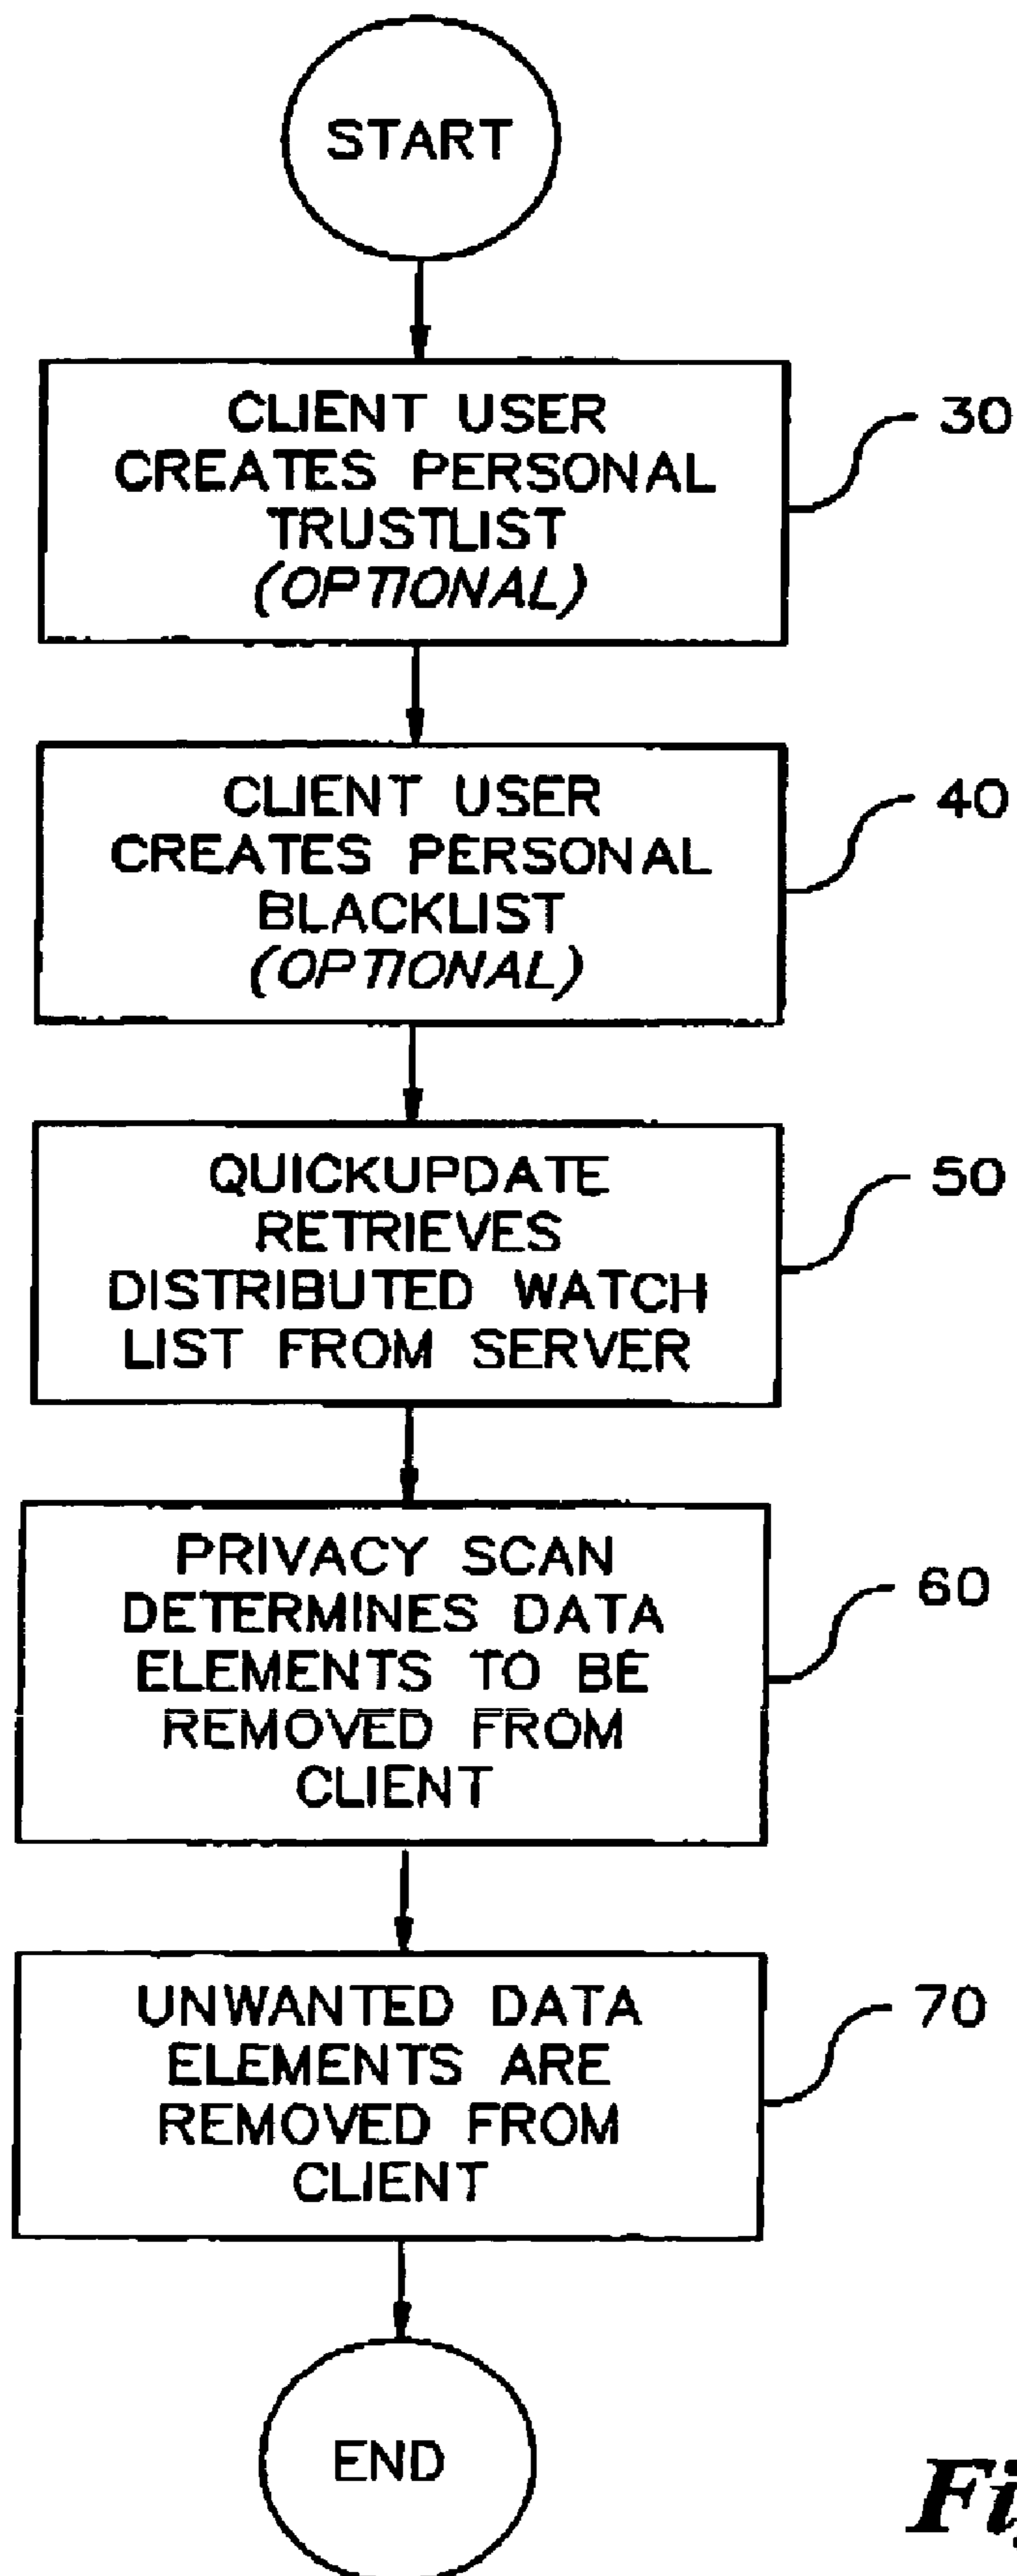 START
CLIENT USER
CREATES PERSONAL
TRUSTLIST
(OPTIONAL)
30
CLIENT USER
CREATES PERSONAL
BLACKLIST
(OPTIONAL)
40
QUICKUPDATE
RETRIEVES
DISTRIBUTED WATCH
LIST FROM SERVER
50
PRIVACY SCAN
DETERMINES DATA
ELEMENTS TO BE
REMOVED FROM
CLIENT
60
UNWANTED DATA
ELEMENTS ARE
REMOVED FROM
CLIENT
70
END